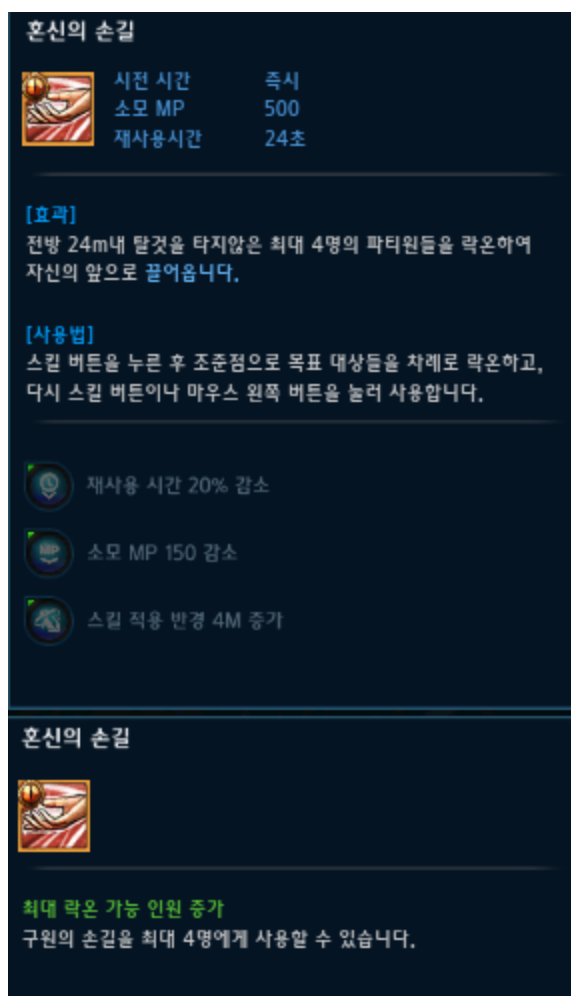 혼신의 손길
시전 시간 즉시
소모 MP 500
재사용시간 24초
[효과]
전방 24m내 탈것을 타지않은 최대 4명의 파티원들을 락온하여
자신의 앞으로 끌어옵니다.
[사용법]
스킬 버튼을 누른 후 조준점으로 목표 대상들을 차례로 락온하고,
다시 스킬 버튼이나 마우스 왼쪽 버튼을 눌러 사용합니다.
재사용 시간 20% 감소
MP 소모 MP 150 감소
스킬 적용 반경 4M 증가
혼신의 손길
최대 락온 가능 인원 증가
구원의 손길을 최대 4명에게 사용할 수 있습니다.